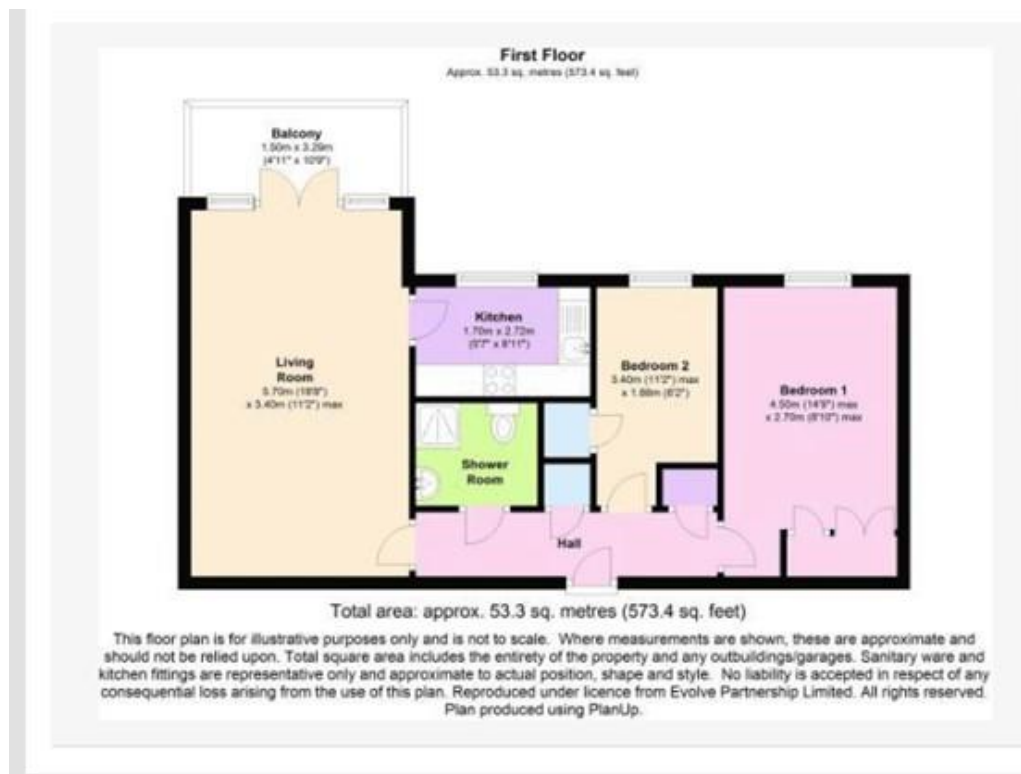 First Floor
Approx. 53.3 sq. metres (573.4 sq. feet)
Balcony
1.50m x 3.29m
(4'11" x 10'9")
Kitchen
1.70m x 2.72m
(5'7" x 8'11")
Living
Room
5.70m (18'8")
x 3.40m (11'2") max
Bedroom 2
3.40m (11'2") max
x 1.88m (6'2")
Bedroom 1
4.50m (14'9") max
x 2.70m (8'10") max
Shower
Room
Hall
Total area: approx. 53.3 sq. metres (573.4 sq. feet)
This floor plan is for illustrative purposes only and is not to scale. Where measurements are shown, these are approximate and
should not be relied upon. Total square area includes the entirety of the property and any outbuildings/garages. Sanitary ware and
kitchen fittings are representative only and approximate to actual position, shape and style. No liability is accepted in respect of any
consequential loss arising from the use of this plan. Reproduced under licence from Evolve Partnership Limited. All rights reserved.
Plan produced using PlanUp.